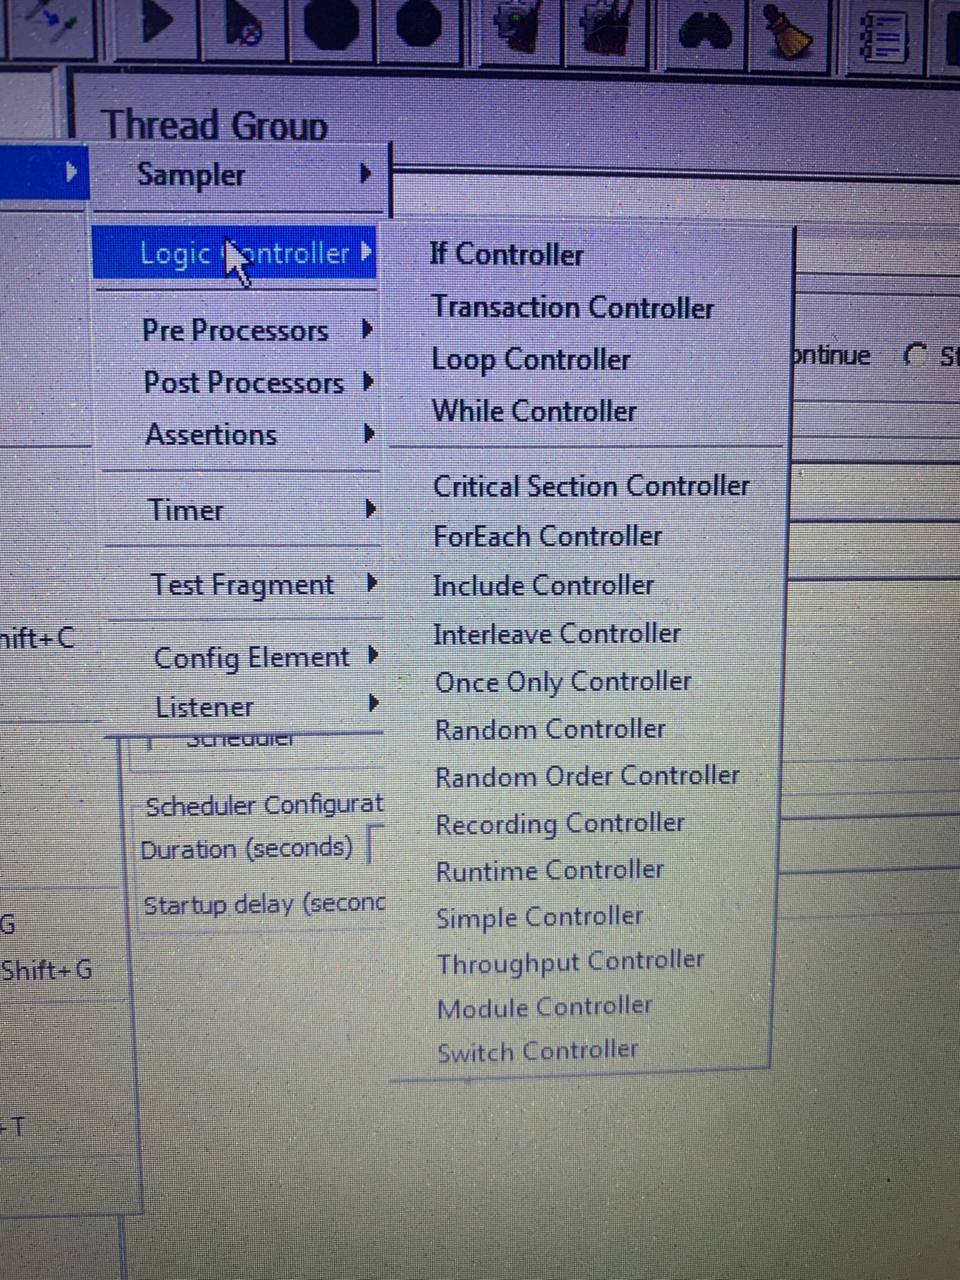 Thread Group
Sampler
Logic Controller
If Controller
Transaction Controller
Pre Processors
Loop Controller
ontinue
St
Post Processors
While Controller
Assertions
Critical Section Controller
Timer
ForEach Controller
Test Fragment
Include Controller
hift+C
Interleave Controller
Config Element
Once Only Controller
Listener
Random Controller
Scheduler
Random Order Controller
Scheduler Configurat
Recording Controller
Duration (seconds)
Runtime Controller
Startup delay (secon
Simple Controller
G
Throughput Controller
Shift+G
Module Controller
Switch Controller
+T